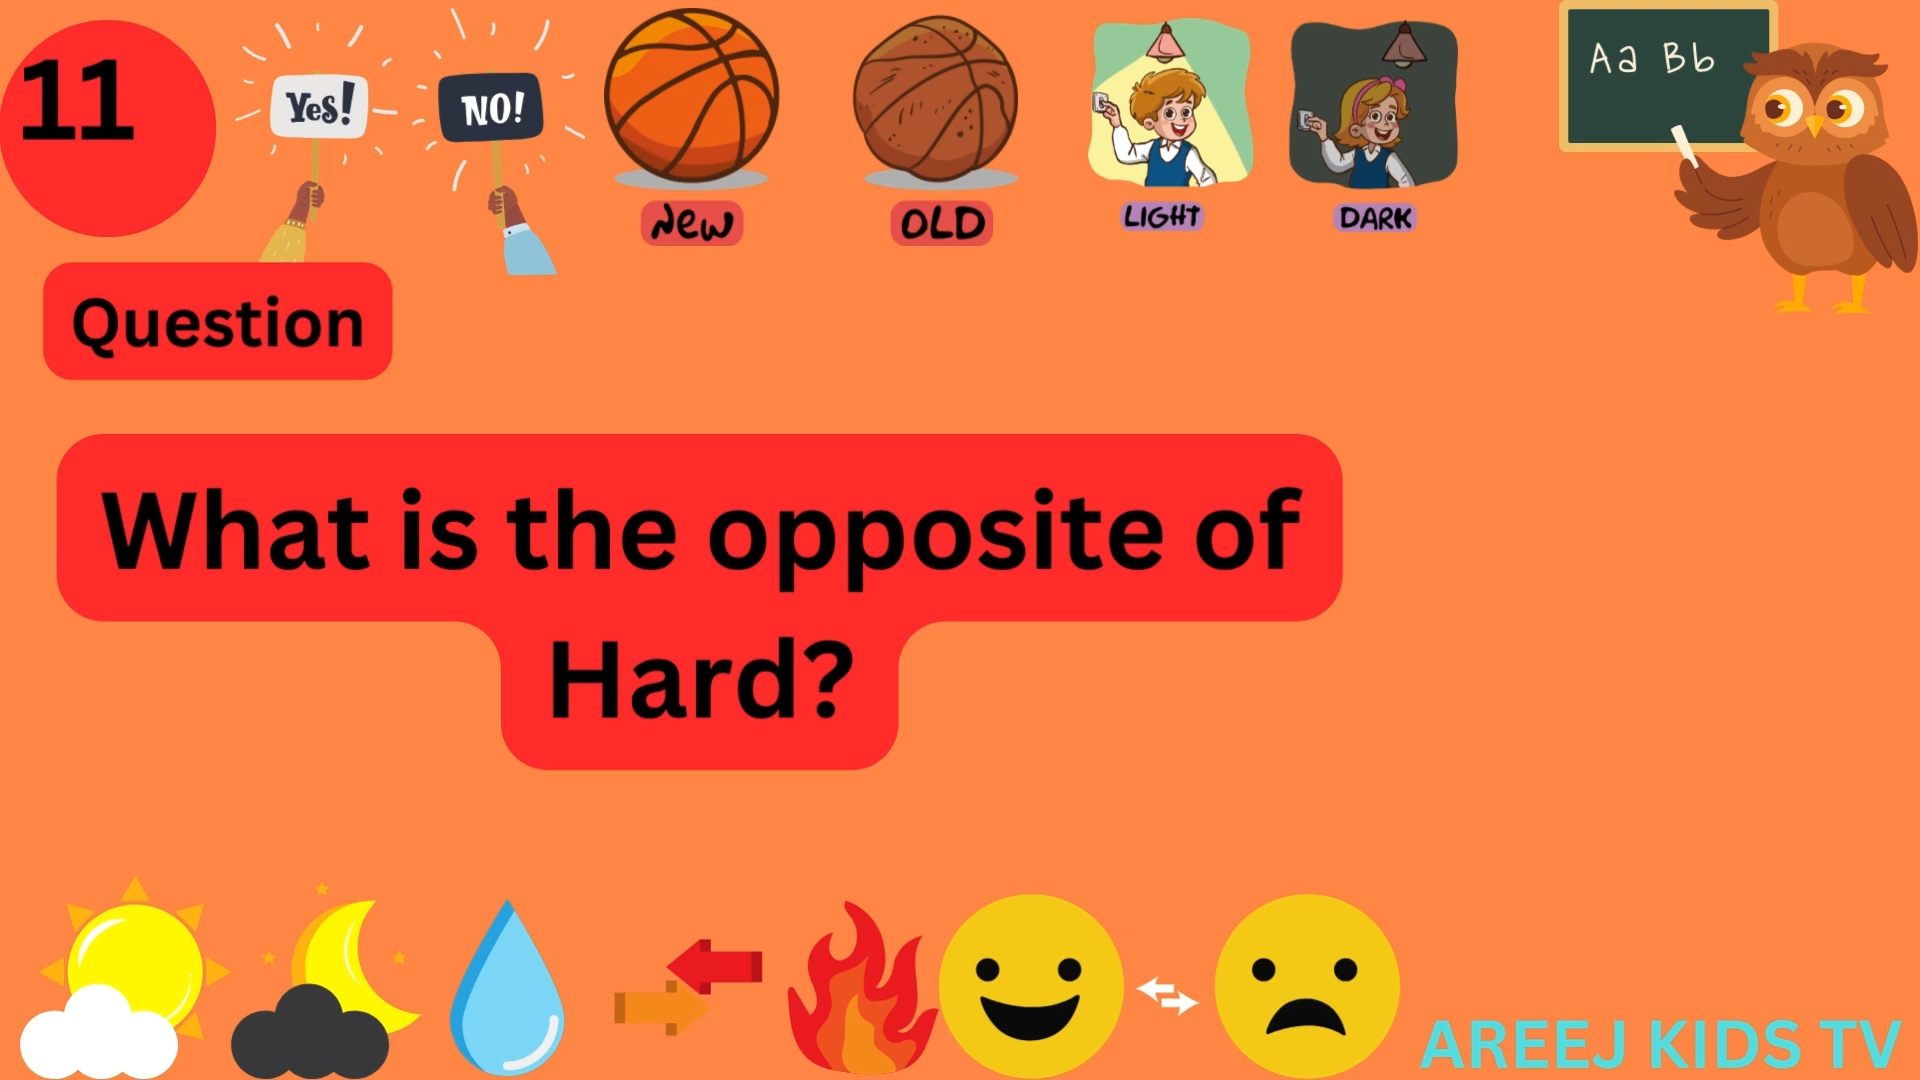 11
Yes!
NO!
New
OLD
LIGHT
DARK
Aa Bb
Question
What is the opposite of
Hard?
AREEJ KIDS TV